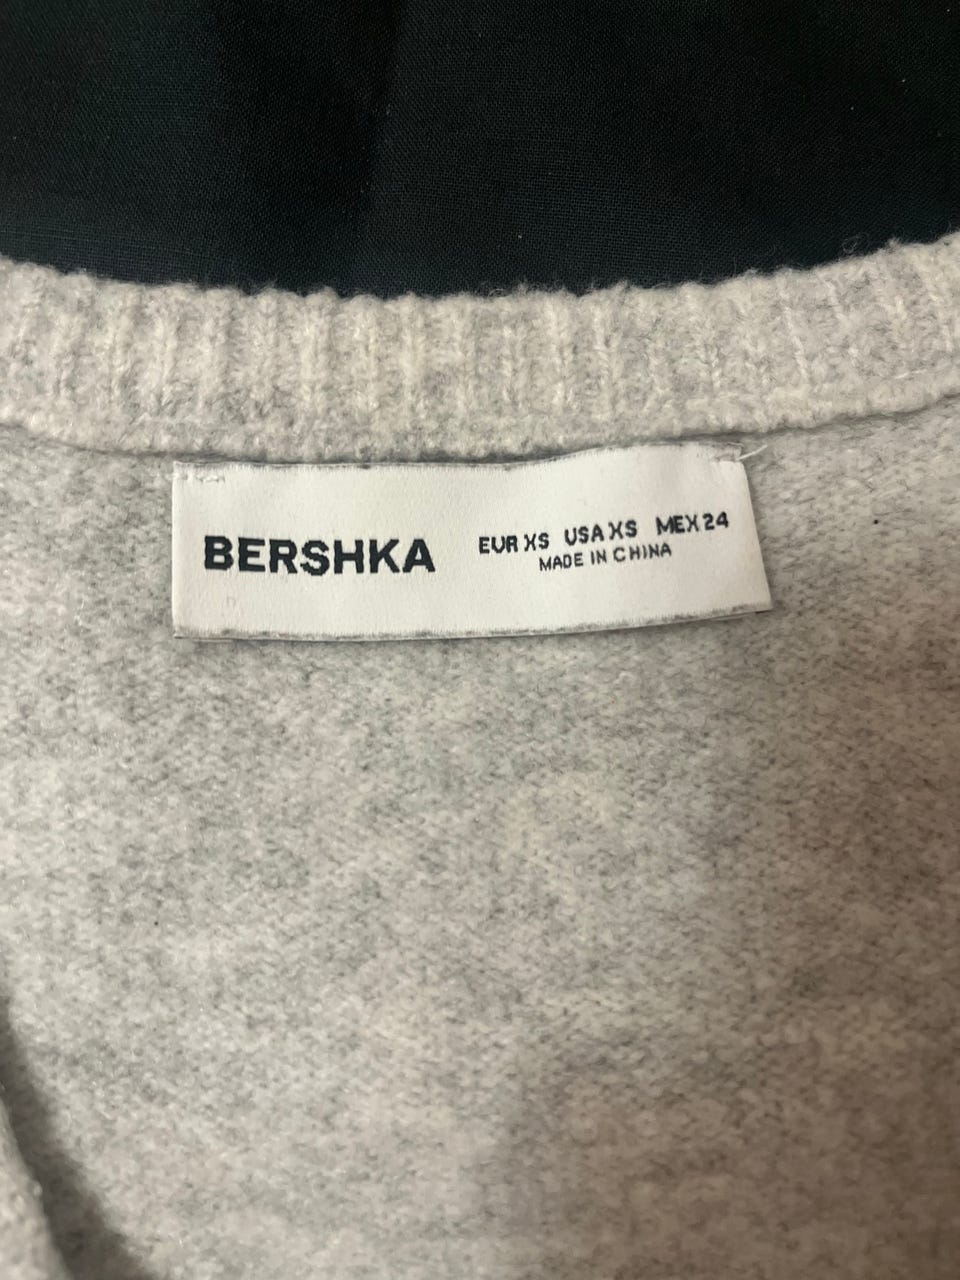 BERSHKA
EUR XS USA XS MEX 24
MADE IN CHINA